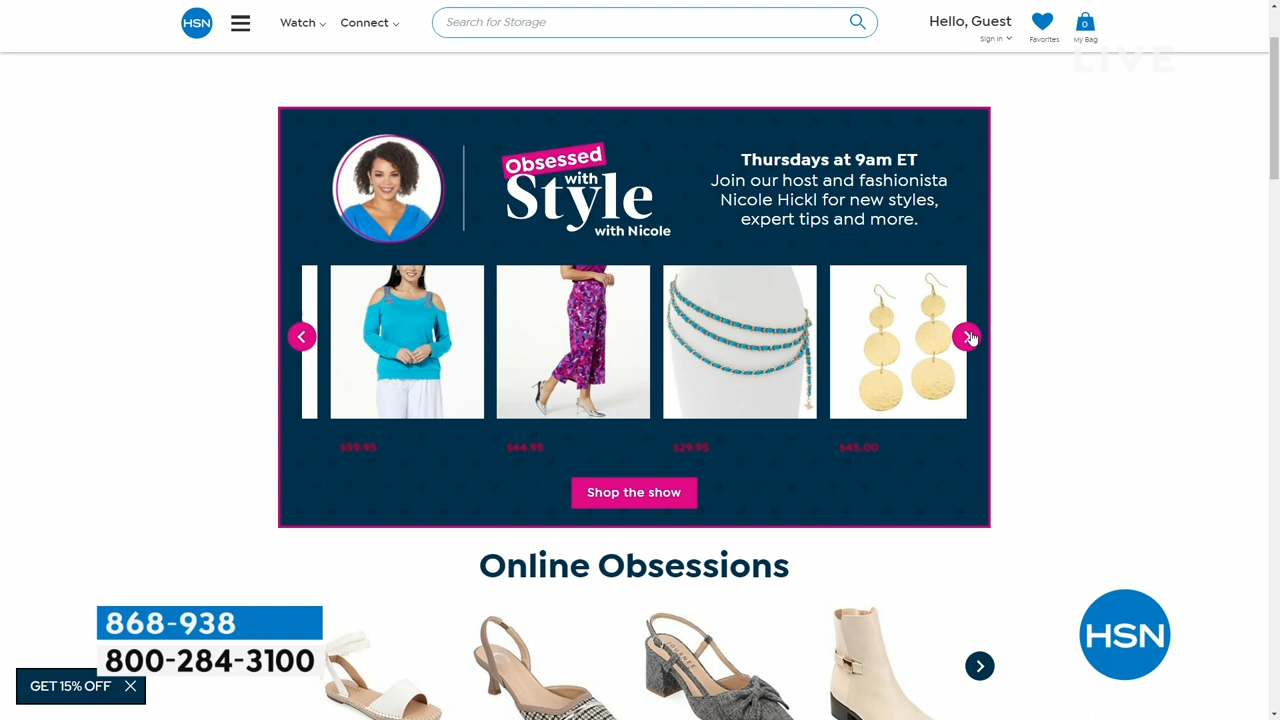 HSN
Watch
Connect
Search for Storage
Hello, Guest
Sign in
Favorites
0
My Bag
LIVE
Obsessed
with
Style
with Nicole
Thursdays at 9am ET
Join our host and fashionista
Nicole Hickl for new styles,
expert tips and more.
$59.95
$44.95
$29.95
$45.00
Shop the show
Online Obsessions
868-938
800-284-3100
GET 15% OFF
HSN